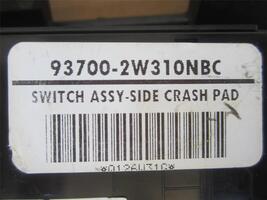 93700-2W310NBC
SWITCH ASSY-SIDE CRASH PAD